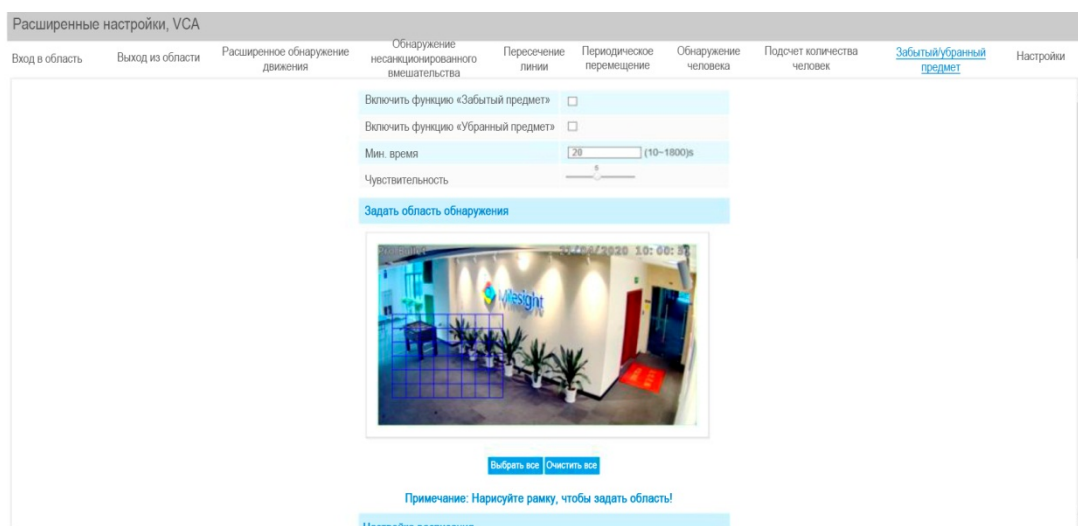 Расширенные настройки, VCA
Вход в область
Выход из области
Расширенное обнаружение
движения
Обнаружение
несанкционированного
вмешательства
Пересечение
линии
Периодическое
перемещение
Обнаружение
человека
Подсчет количества
человек
Забытый/убранный
предмет
Настройки
Включить функцию «Забытый предмет»
Включить функцию «Убранный предмет»
Мин. время
20 (10~1800)s
Чувствительность
Задать область обнаружения
Milesight
Выбрать все Очистить все
Примечание: Нарисуйте рамку, чтобы задать область!